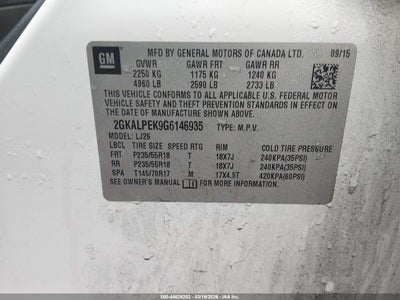 GM
MFD BY GENERAL MOTORS OF CANADA LTD. 09/15
GVWR GAWR FRT GAWR RR
2250 KG 1175 KG 1240 KG
4960 LB 2590 LB 2733 LB
THIS VEHICLE CONFORMS TO ALL APPLICABLE U.S. FEDERAL
MOTOR VEHICLE SAFETY AND THEFT PREVENTION
STANDARDS IN EFFECT ON THE
DATE OF MANUFACTURE SHOWN ABOVE.
2GKALPEK9G6146935 TYPE: M.P.V.
MODEL: LJ26
LBCL TIRE SIZE SPEED RTG RIM COLD TIRE PRESSURE
FRT P235/55R18 T 18X7J 240KPA(35PSI)
RR P235/55R18 T 18X7J 240KPA(35PSI)
SPA T145/70R17 M 17X4.5T 420KPA(60PSI)
SEE OWNER'S MANUAL FOR MORE INFORMATION